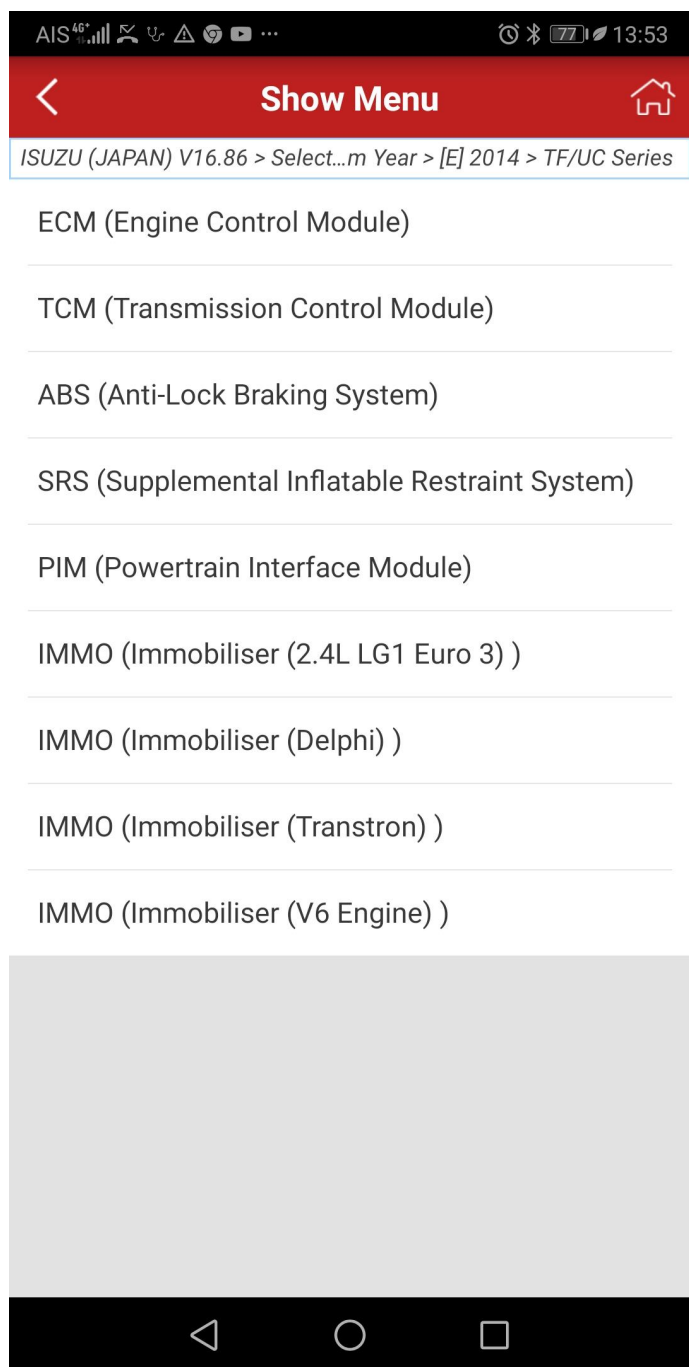 AIS 4G+ 77 13:53
Show Menu
ISUZU (JAPAN) V16.86 > Select...m Year > [E] 2014 > TF/UC Series
ECM (Engine Control Module)
TCM (Transmission Control Module)
ABS (Anti-Lock Braking System)
SRS (Supplemental Inflatable Restraint System)
PIM (Powertrain Interface Module)
IMMO (Immobiliser (2.4L LG1 Euro 3) )
IMMO (Immobiliser (Delphi) )
IMMO (Immobiliser (Transtron) )
IMMO (Immobiliser (V6 Engine) )